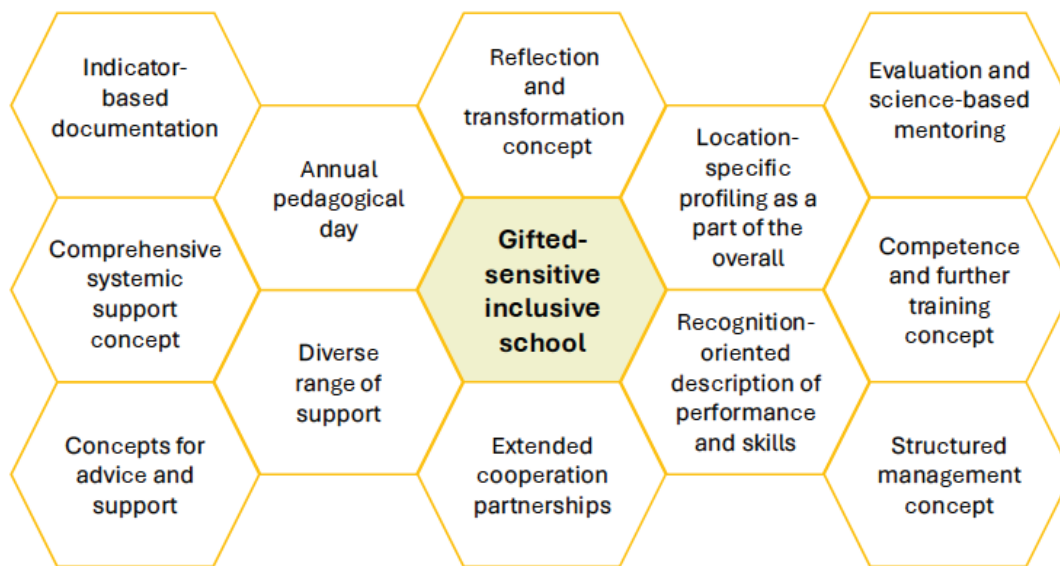 Indicator-
based
documentation
Comprehensive
systemic
support
concept
Concepts for
advice and
support
Annual
pedagogical
day
Diverse
range of
support
Reflection
and
transformation
concept
Gifted-
sensitive
inclusive
school
Extended
cooperation
partnerships
Location-
specific
profiling as a
part of the
overall
Recognition-
oriented
description of
performance
and skills
Evaluation and
science-based
mentoring
Competence
and further
training
concept
Structured
management
concept